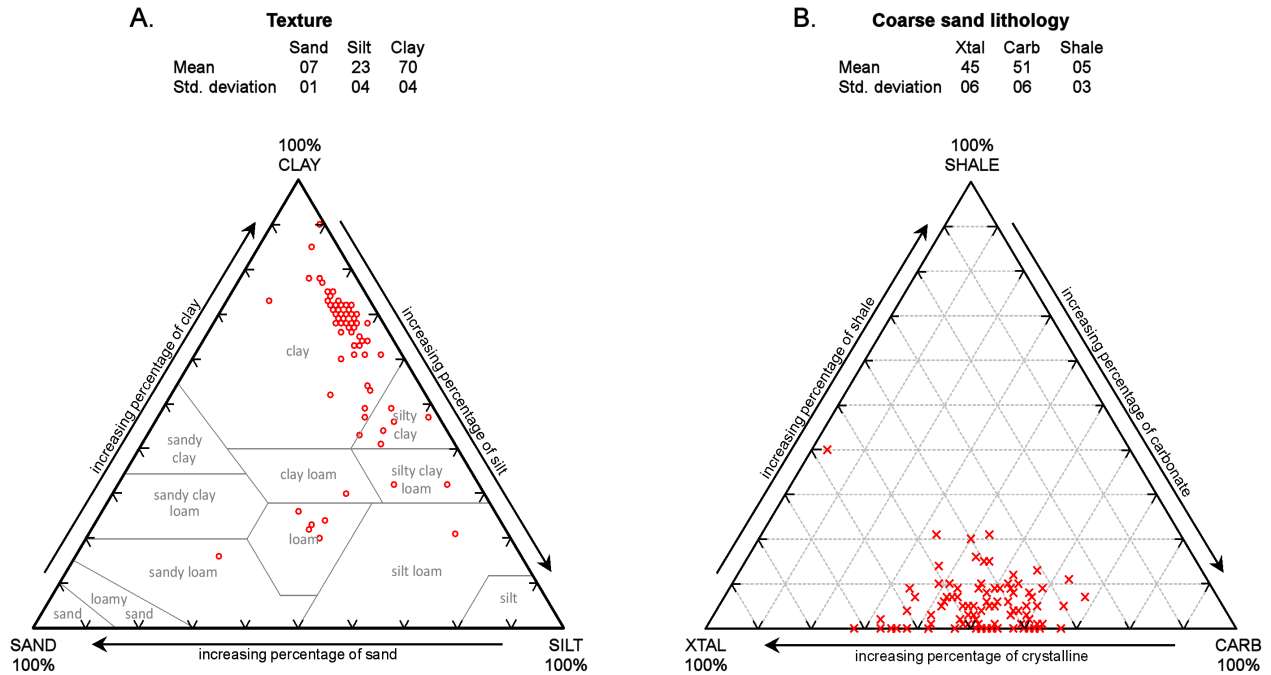 A.
Texture
Sand Silt Clay
Mean 07 23 70
Std. deviation 01 04 04
100%
CLAY
increasing percentage of clay
increasing percentage of silt
clay
silty
clay
sandy
clay
clay loam
silty clay
loam
sandy clay
loam
loam
sandy loam
silt loam
loamy
sand
sand
silt
SAND
100%
increasing percentage of sand
SILT
100%
B.
Coarse sand lithology
Xtal Carb Shale
Mean 45 51 05
Std. deviation 06 06 03
100%
SHALE
increasing percentage of shale
increasing percentage of carbonate
XTAL
100%
increasing percentage of crystalline
CARB
100%